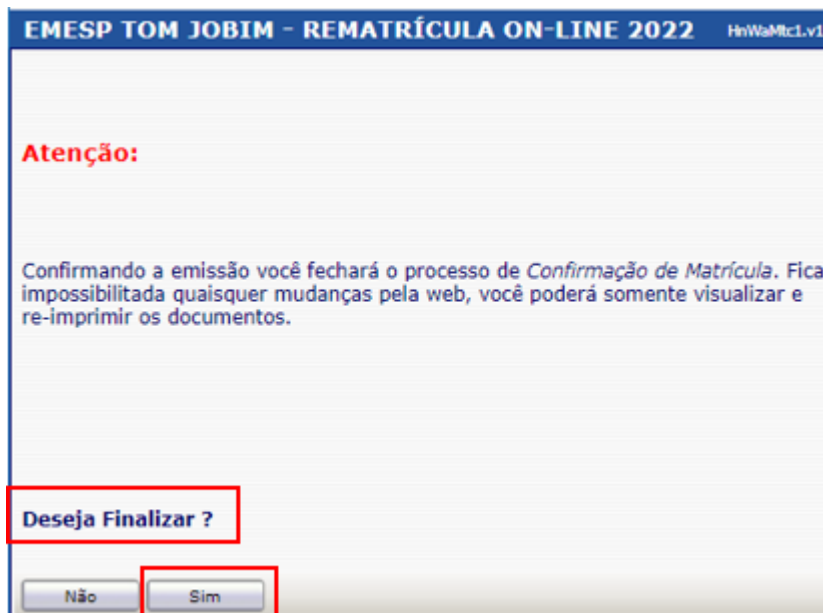 EMESP TOM JOBIM - REMATRÍCULA ON-LINE 2022 HnWaMtc1.v1
Atenção:
Confirmando a emissão você fechará o processo de Confirmação de Matrícula. Fica
impossibilitada quaisquer mudanças pela web, você poderá somente visualizar e
re-imprimir os documentos.
Deseja Finalizar ?
Não Sim